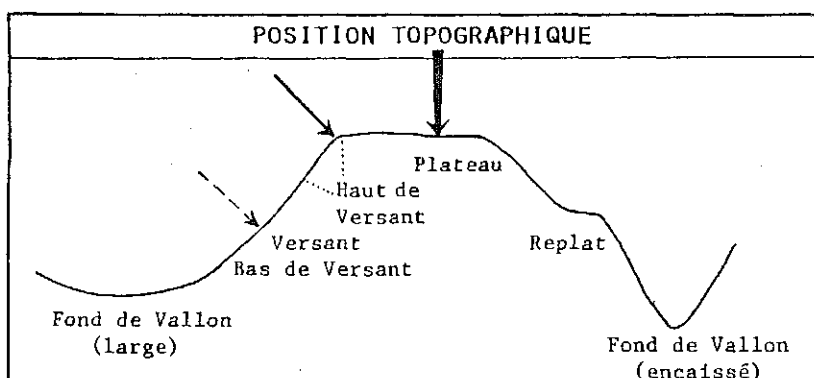 POSITION TOPOGRAPHIQUE
Plateau
Haut de
Versant
Versant
Bas de Versant
Replat
Fond de Vallon
(large)
Fond de Vallon
(encaissé)